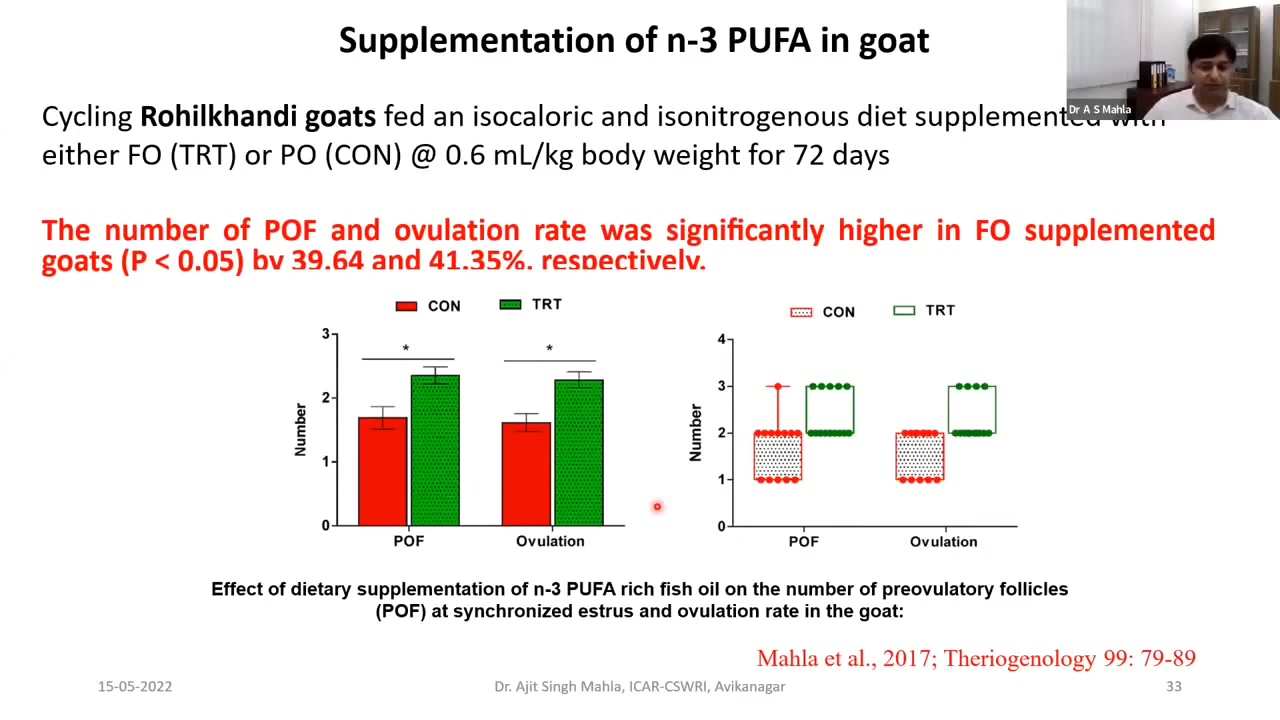 Supplementation of n-3 PUFA in goat
Dr A S Mahla
Cycling Rohilkhandi goats fed an isocaloric and isonitrogenous diet supplemented with
either FO (TRT) or PO (CON) @ 0.6 mL/kg body weight for 72 days
The number of POF and ovulation rate was significantly higher in FO supplemented
goats (P < 0.05) by 39.64 and 41.35%, respectively.
CON TRT
3
2
1
0
Number
*
*
POF Ovulation
CON TRT
4
3
2
1
0
Number
POF Ovulation
Effect of dietary supplementation of n-3 PUFA rich fish oil on the number of preovulatory follicles
(POF) at synchronized estrus and ovulation rate in the goat:
Mahla et al., 2017; Theriogenology 99: 79-89
15-05-2022 Dr. Ajit Singh Mahla, ICAR-CSWRI, Avikanagar 33